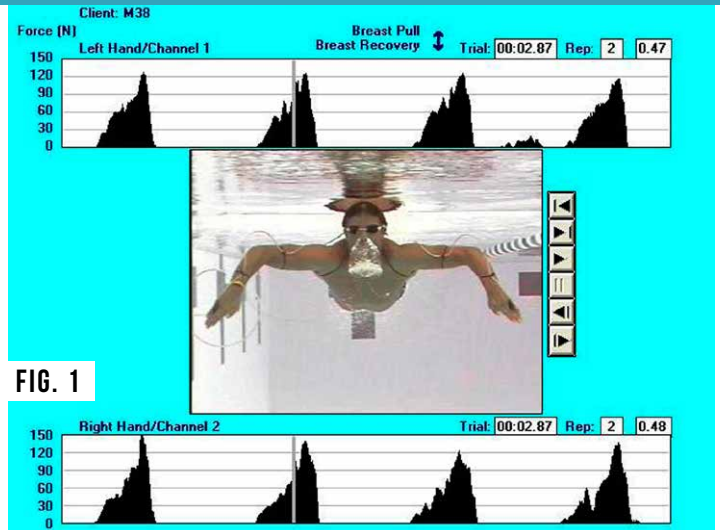 Client: M38
Force (N)
Left Hand/Channel 1
Breast Pull
Breast Recovery
Trial: 00:02.87 Rep: 2 0.47
150
120
90
60
30
0
FIG. 1
Right Hand/Channel 2 Trial: 00:02.87 Rep: 2 0.48
150
120
90
60
30
0